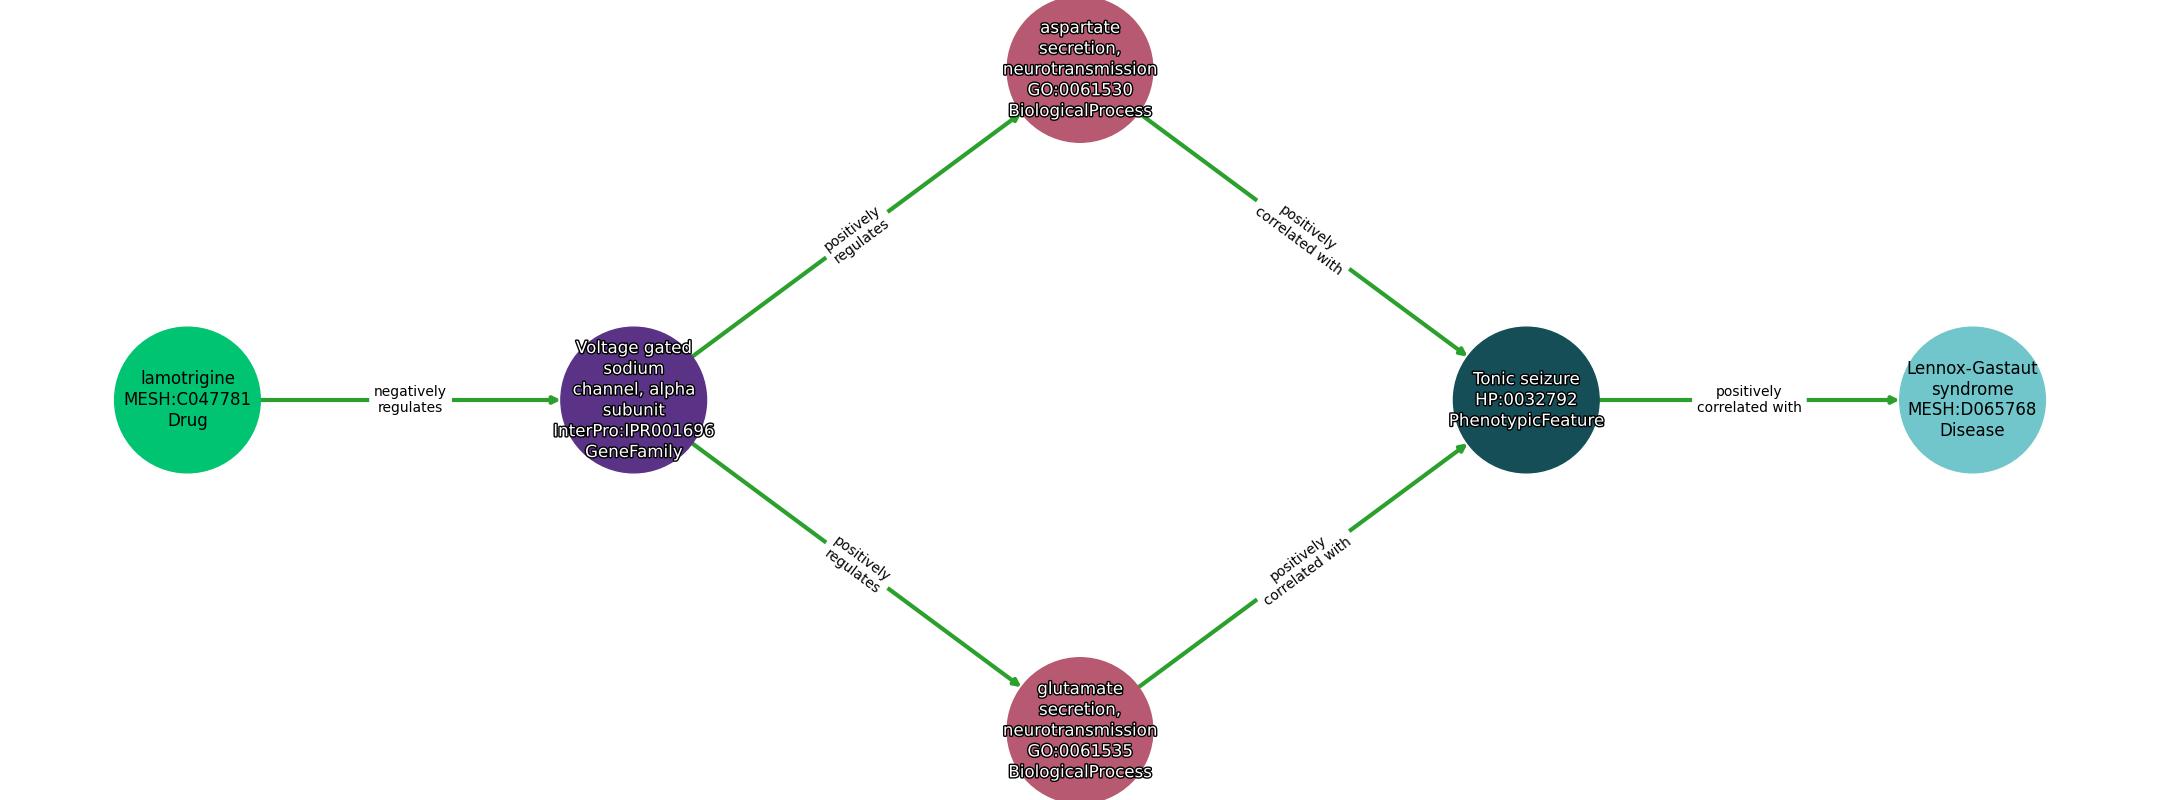 aspartate
secretion,
neurotransmission
GO:0061530
BiologicalProcess
positively
regulates
positively
correlated with
lamotrigine
MESH:C047781
Drug
negatively
regulates
Voltage gated
sodium
channel, alpha
subunit
InterPro:IPR001696
GeneFamily
Tonic seizure
HP:0032792
PhenotypicFeature
positively
correlated with
Lennox-Gastaut
syndrome
MESH:D065768
Disease
positively
regulates
positively
correlated with
glutamate
secretion,
neurotransmission
GO:0061535
BiologicalProcess